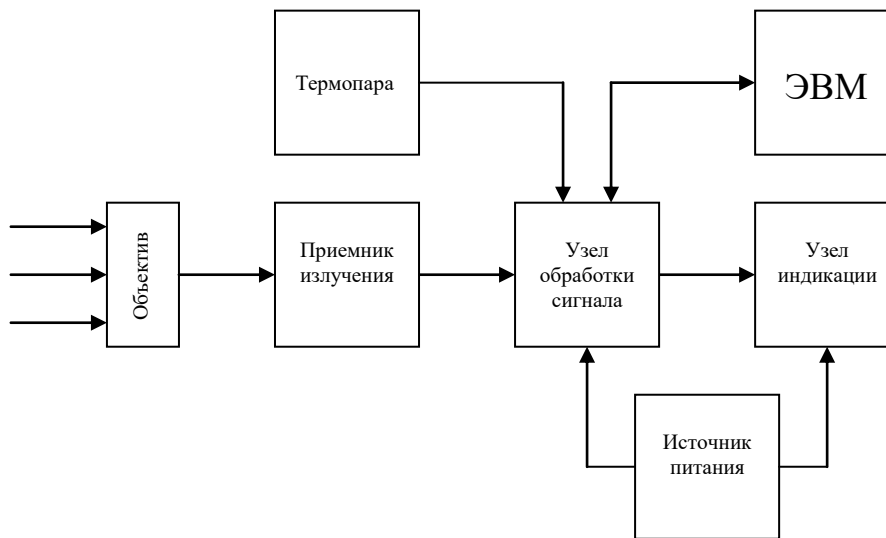 Термопара
ЭВМ
Объектив
Приемник
излучения
Узел
обработки
сигнала
Узел
индикации
Источник
питания